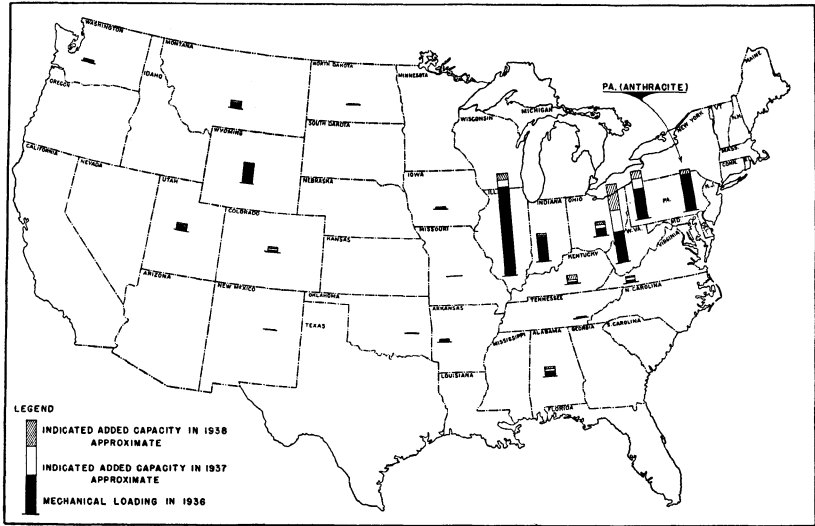 WASHINGTON
MONTANA
NORTH DAKOTA
MINNESOTA
MAINE
OREGON
IDAHO
PA. (ANTHRACITE)
SOUTH DAKOTA
WISCONSIN
MICHIGAN
NEW YORK
VT.
N.H.
MASS.
CONN.
WYOMING
CALIFORNIA
NEVADA
UTAH
NEBRASKA
IOWA
ILL.
INDIANA
OHIO
PA.
N.J.
COLORADO
MISSOURI
W.VA.
MD.
VIRGINIA
KANSAS
KENTUCKY
ARIZONA
NEW MEXICO
OKLAHOMA
TEXAS
ARKANSAS
TENNESSEE
N. CAROLINA
S. CAROLINA
MISSISSIPPI
ALABAMA
GEORGIA
LOUISIANA
FLORIDA
LEGEND
INDICATED ADDED CAPACITY IN 1938
APPROXIMATE
INDICATED ADDED CAPACITY IN 1937
APPROXIMATE
MECHANICAL LOADING IN 1936